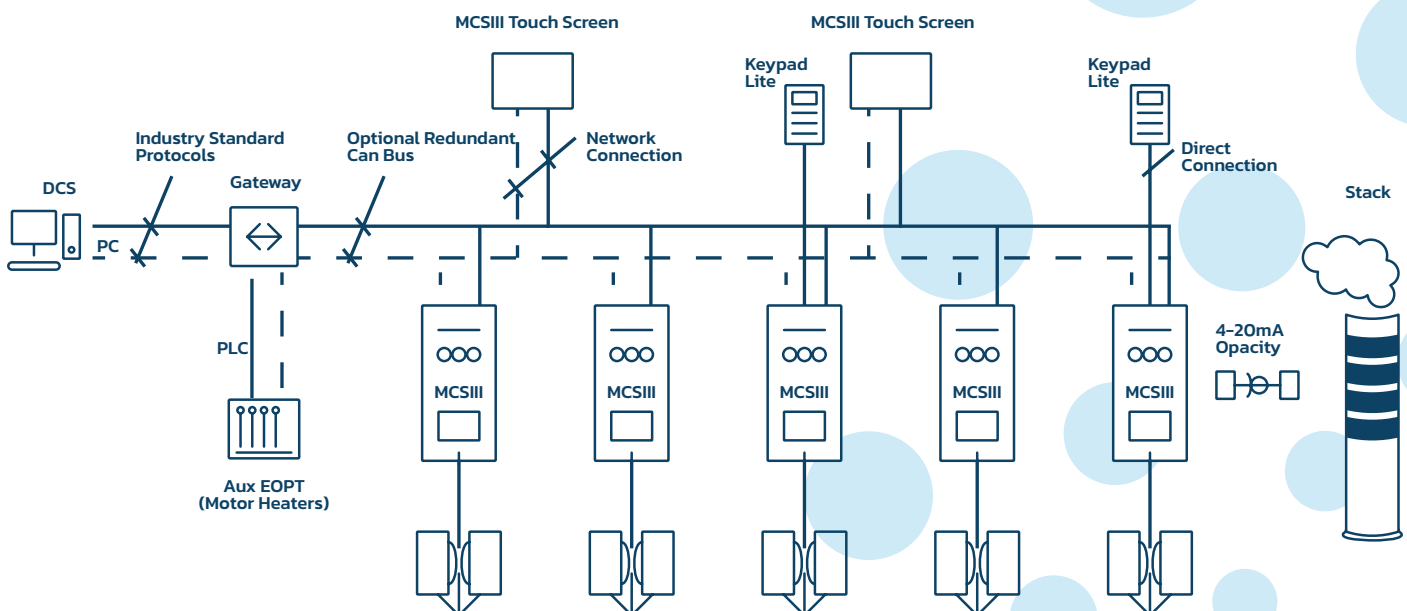 MCSIII Touch Screen
MCSIII Touch Screen
Keypad
Lite
Keypad
Lite
Industry Standard
Protocols
Optional Redundant
Can Bus
Network
Connection
Direct
Connection
DCS
Gateway
Stack
PC
4-20mA
Opacity
PLC
MCSIII
MCSIII
MCSIII
MCSIII
MCSIII
Aux EOPT
(Motor Heaters)